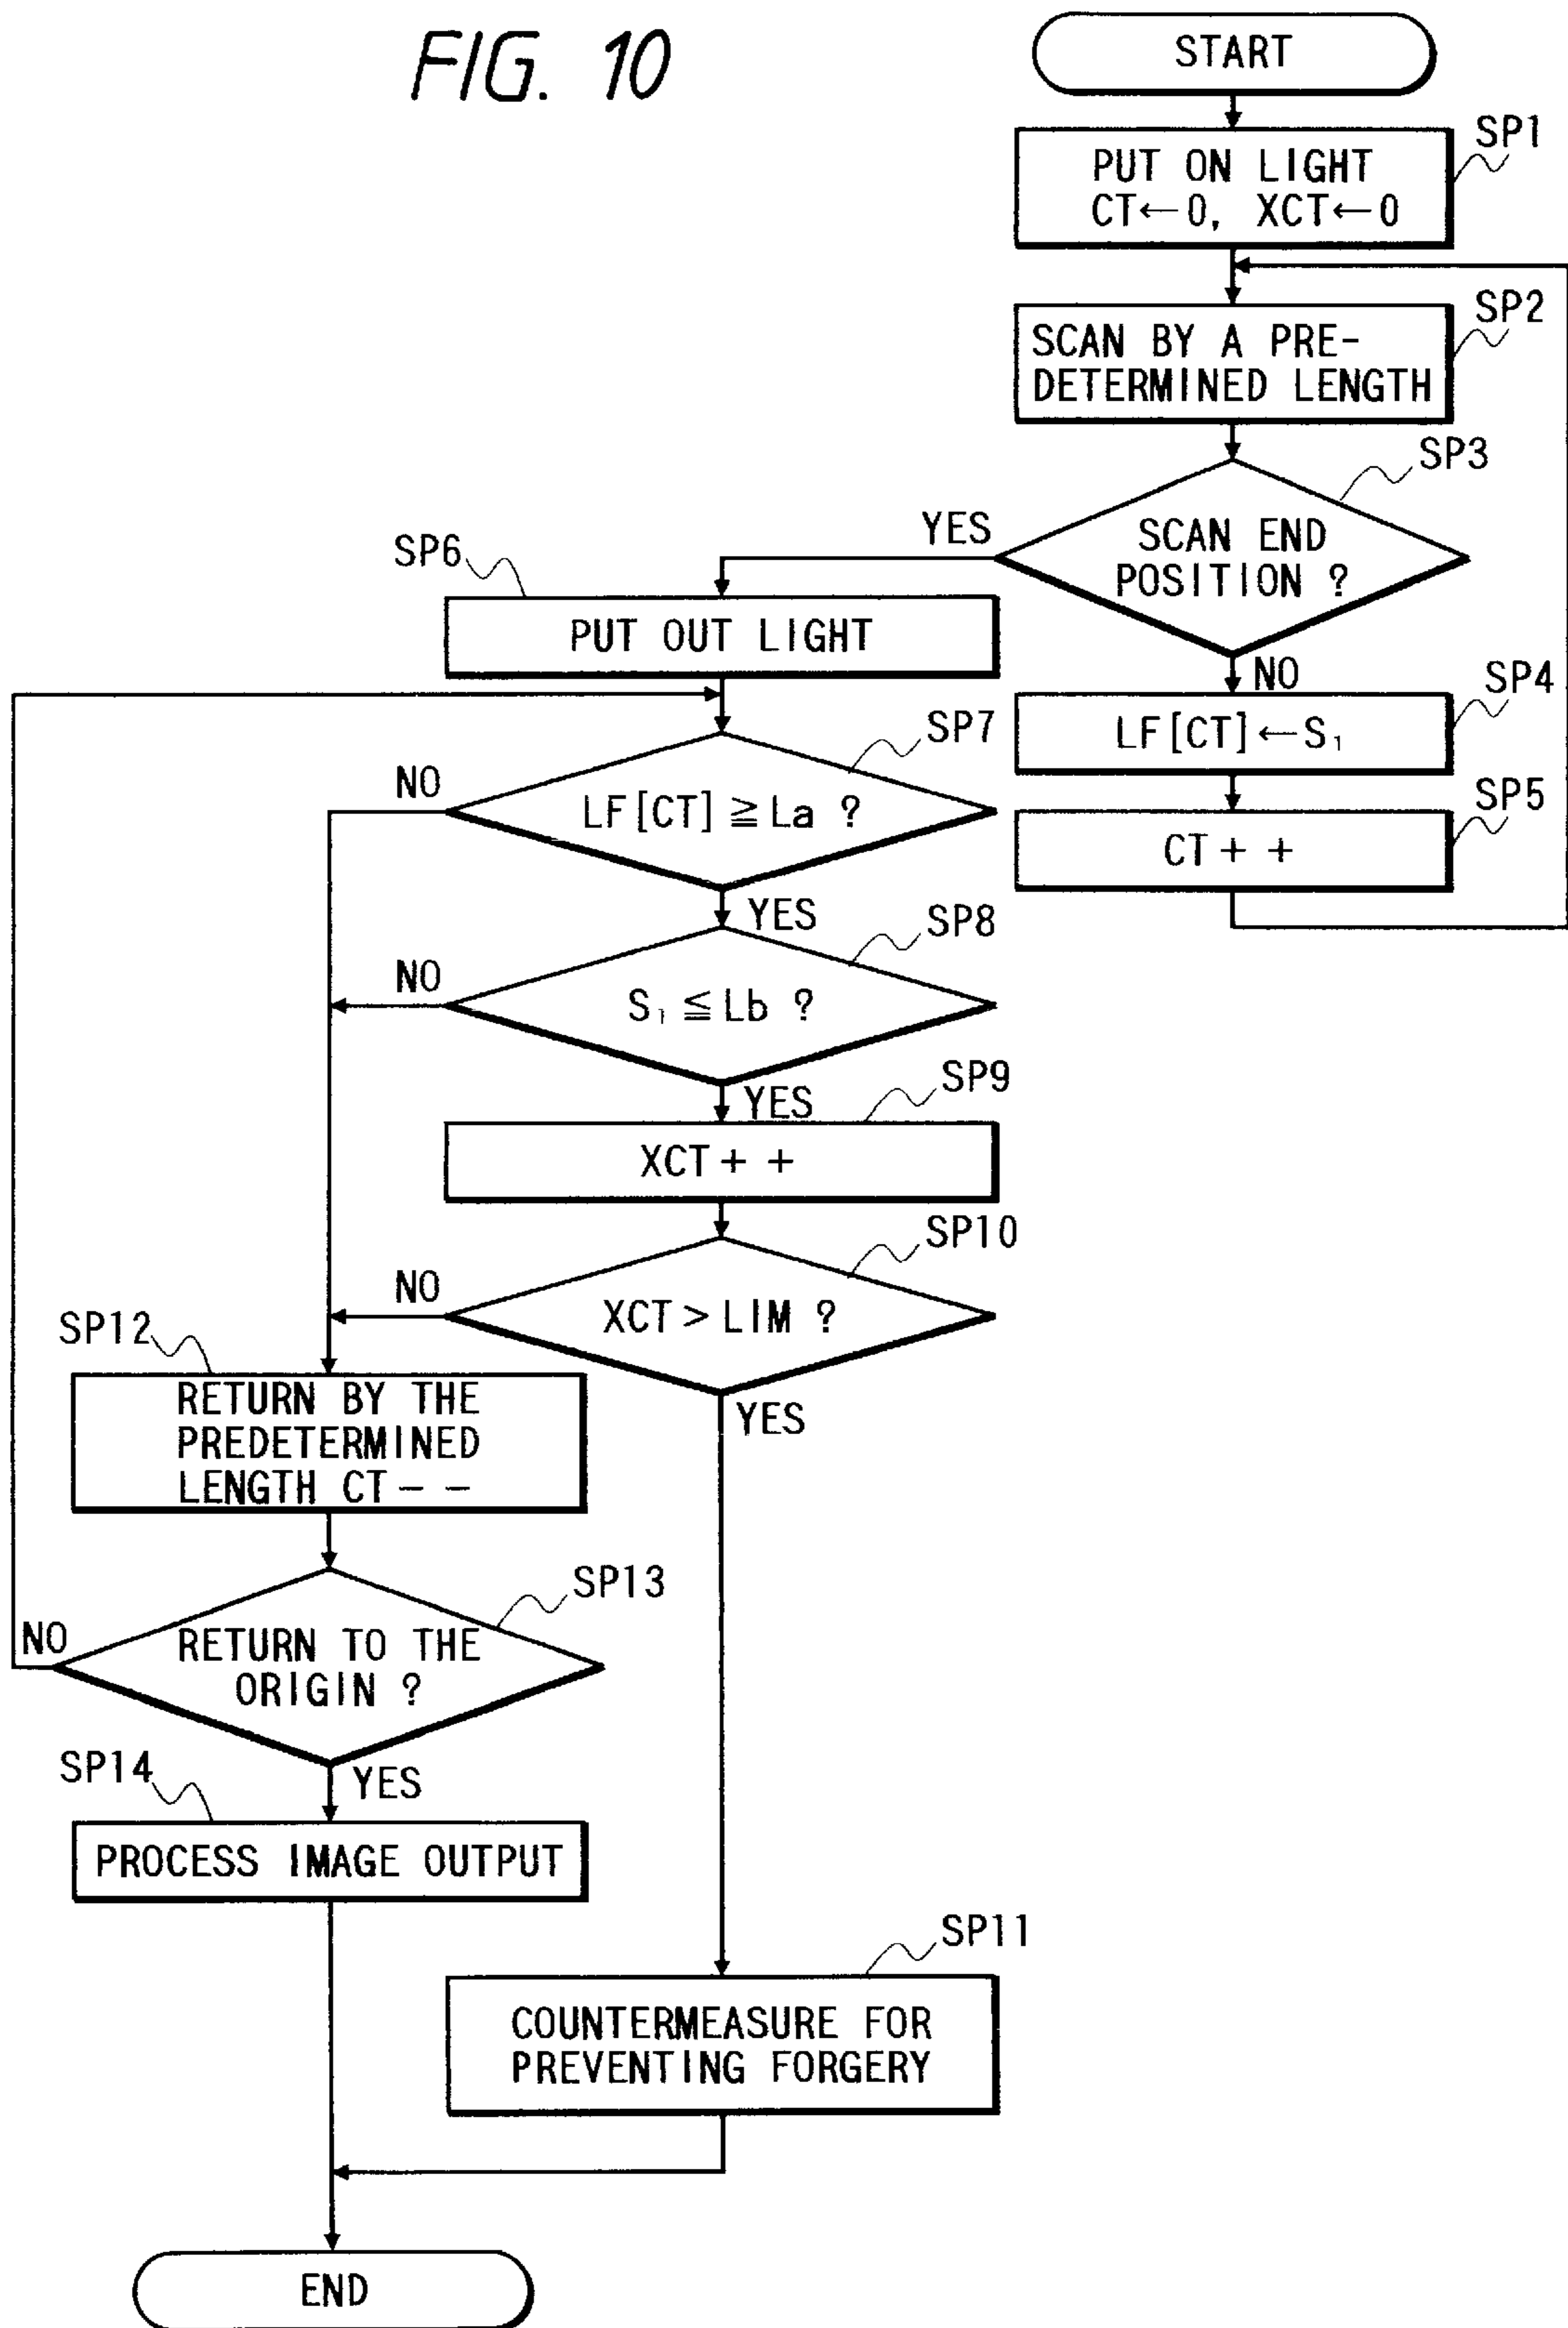 FIG. 10
START
SP1
PUT ON LIGHT
CT←0, XCT←0
SP2
SCAN BY A PRE-
DETERMINED LENGTH
SP3
SCAN END
POSITION ?
YES
NO
SP4
LF[CT]←S₁
SP5
CT++
SP6
PUT OUT LIGHT
SP7
LF[CT]≧La ?
NO
YES
SP8
S₁≦Lb ?
NO
YES
SP9
XCT++
SP10
XCT>LIM ?
NO
YES
SP12
RETURN BY THE
PREDETERMINED
LENGTH CT--
SP13
RETURN TO THE
ORIGIN ?
NO
YES
SP14
PROCESS IMAGE OUTPUT
SP11
COUNTERMEASURE FOR
PREVENTING FORGERY
END